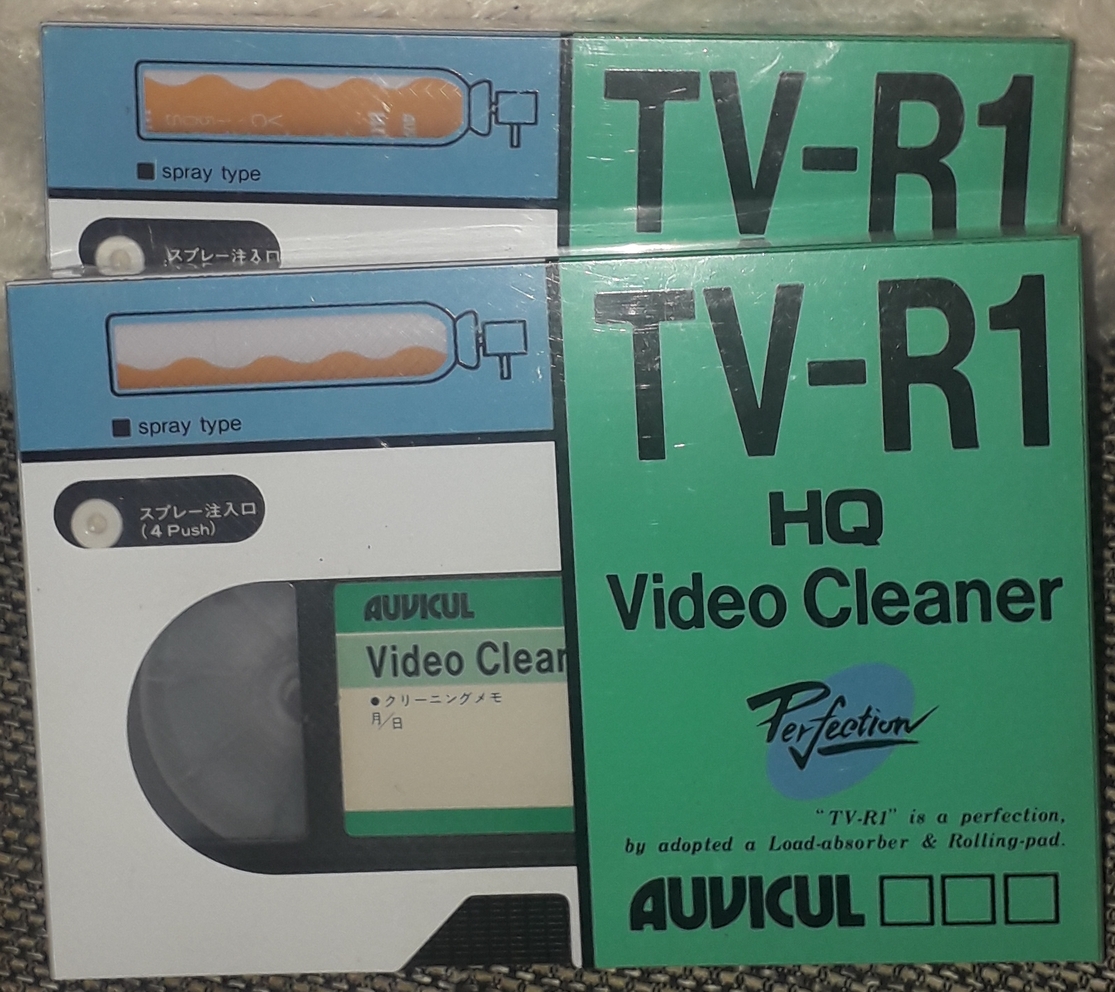 TV-R1
■ spray type
スプレー注入口
TV-R1
■ spray type
スプレー注入口
(4 Push)
HQ
Video Cleaner
AUVICUL
Video Clear
●クリーニングメモ
月/日
Perfection
"TV-R1" is a perfection,
by adopted a Load-absorber & Rolling-pad.
AUVICUL